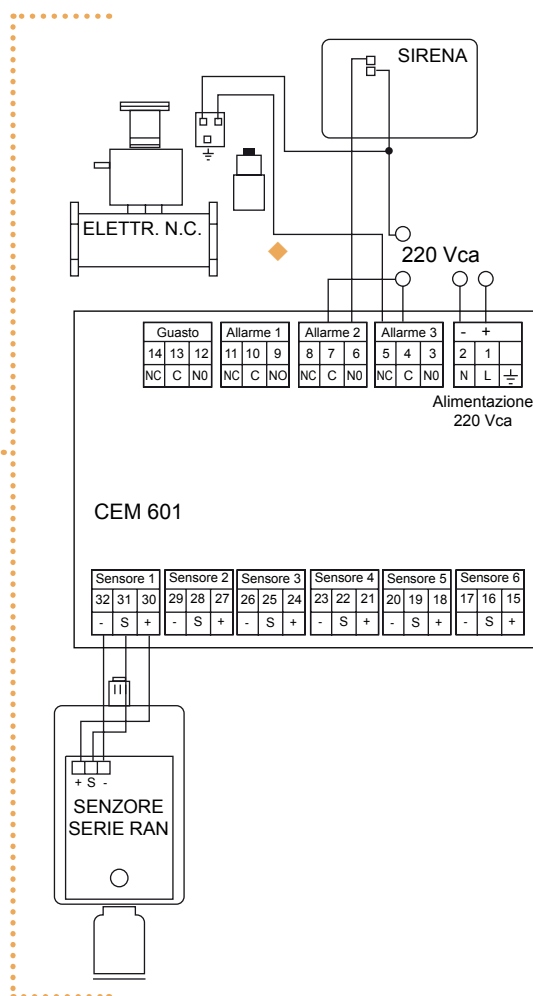 SIRENA
ELETTR. N.C.
220 Vca
Guasto Allarme 1 Allarme 2 Allarme 3 - +
14 13 12 11 10 9 8 7 6 5 4 3 2 1
NC C N0 NC C NO NC C N0 NC C N0 N L
Alimentazione
220 Vca
CEM 601
Sensore 1 Sensore 2 Sensore 3 Sensore 4 Sensore 5 Sensore 6
32 31 30 29 28 27 26 25 24 23 22 21 20 19 18 17 16 15
- S + - S + - S + - S + - S + - S +
+ S -
SENZORE
SERIE RAN